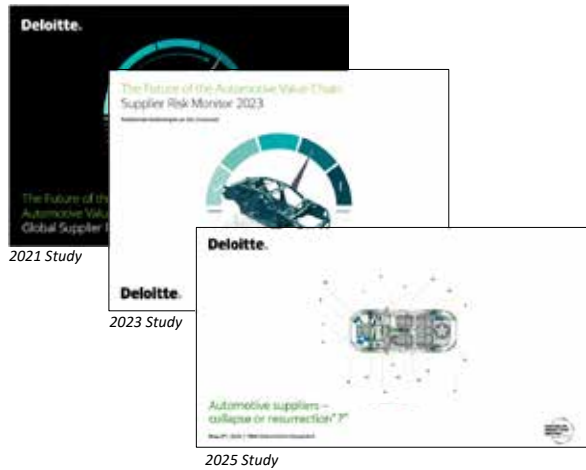 Deloitte.
The Future of the
Automotive Valu
Global Supplier R
2021 Study
The Future of the Automotive Value Chain
Supplier Risk Monitor 2023
Deloitte.
2023 Study
Deloitte.
Automotive suppliers –
collapse or resurrection"?"
2025 Study